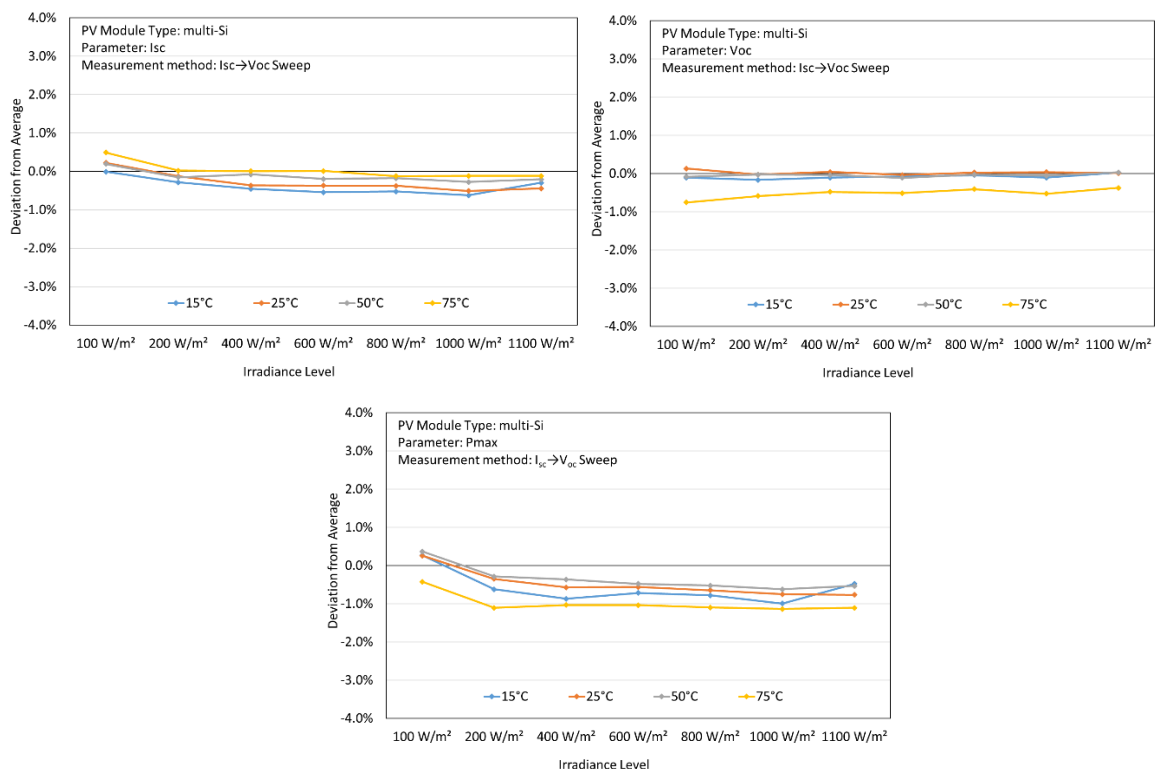 PV Module Type: multi-Si
Parameter: Isc
Measurement method: Isc→Voc Sweep
4.0%
3.0%
2.0%
1.0%
0.0%
-1.0%
-2.0%
-3.0%
-4.0%
Deviation from Average
15°C 25°C 50°C 75°C
100 W/m² 200 W/m² 400 W/m² 600 W/m² 800 W/m² 1000 W/m² 1100 W/m²
Irradiance Level
PV Module Type: multi-Si
Parameter: Voc
Measurement method: Isc→Voc Sweep
4.0%
3.0%
2.0%
1.0%
0.0%
-1.0%
-2.0%
-3.0%
-4.0%
Deviation from Average
15°C 25°C 50°C 75°C
100 W/m² 200 W/m² 400 W/m² 600 W/m² 800 W/m² 1000 W/m² 1100 W/m²
Irradiance Level
PV Module Type: multi-Si
Parameter: Pmax
Measurement method: Isc→Voc Sweep
4.0%
3.0%
2.0%
1.0%
0.0%
-1.0%
-2.0%
-3.0%
-4.0%
Deviation from Average
15°C 25°C 50°C 75°C
100 W/m² 200 W/m² 400 W/m² 600 W/m² 800 W/m² 1000 W/m² 1100 W/m²
Irradiance Level